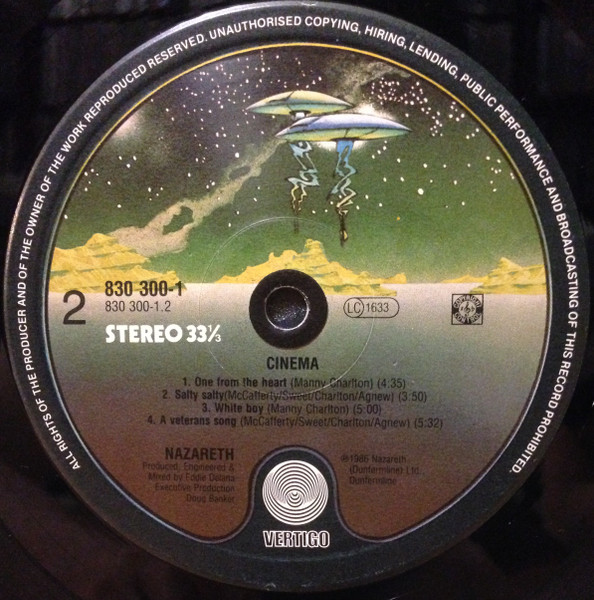 ALL RIGHTS OF THE PRODUCER AND OF THE OWNER OF THE WORK REPRODUCED RESERVED. UNAUTHORISED COPYING, HIRING, LENDING, PUBLIC PERFORMANCE AND BROADCASTING OF THIS RECORD PROHIBITED.
2
830 300-1
830 300-1.2
STEREO 33⅓
LC 1633
CINEMA
1. One from the heart (Manny Charlton) (4:35)
2. Salty salty(McCafferty/Sweet/Charlton/Agnew) (3:50)
3. White boy (Manny Charlton) (5:00)
4. A veterans song (McCafferty/Sweet/Charlton/Agnew) (5:32)
NAZARETH
Produced, Engineered &
Mixed by Eddie Delana
Executive Production
Doug Banker
℗1986 Nazareth
(Dunfermline) Ltd
Dunfermline
VERTIGO